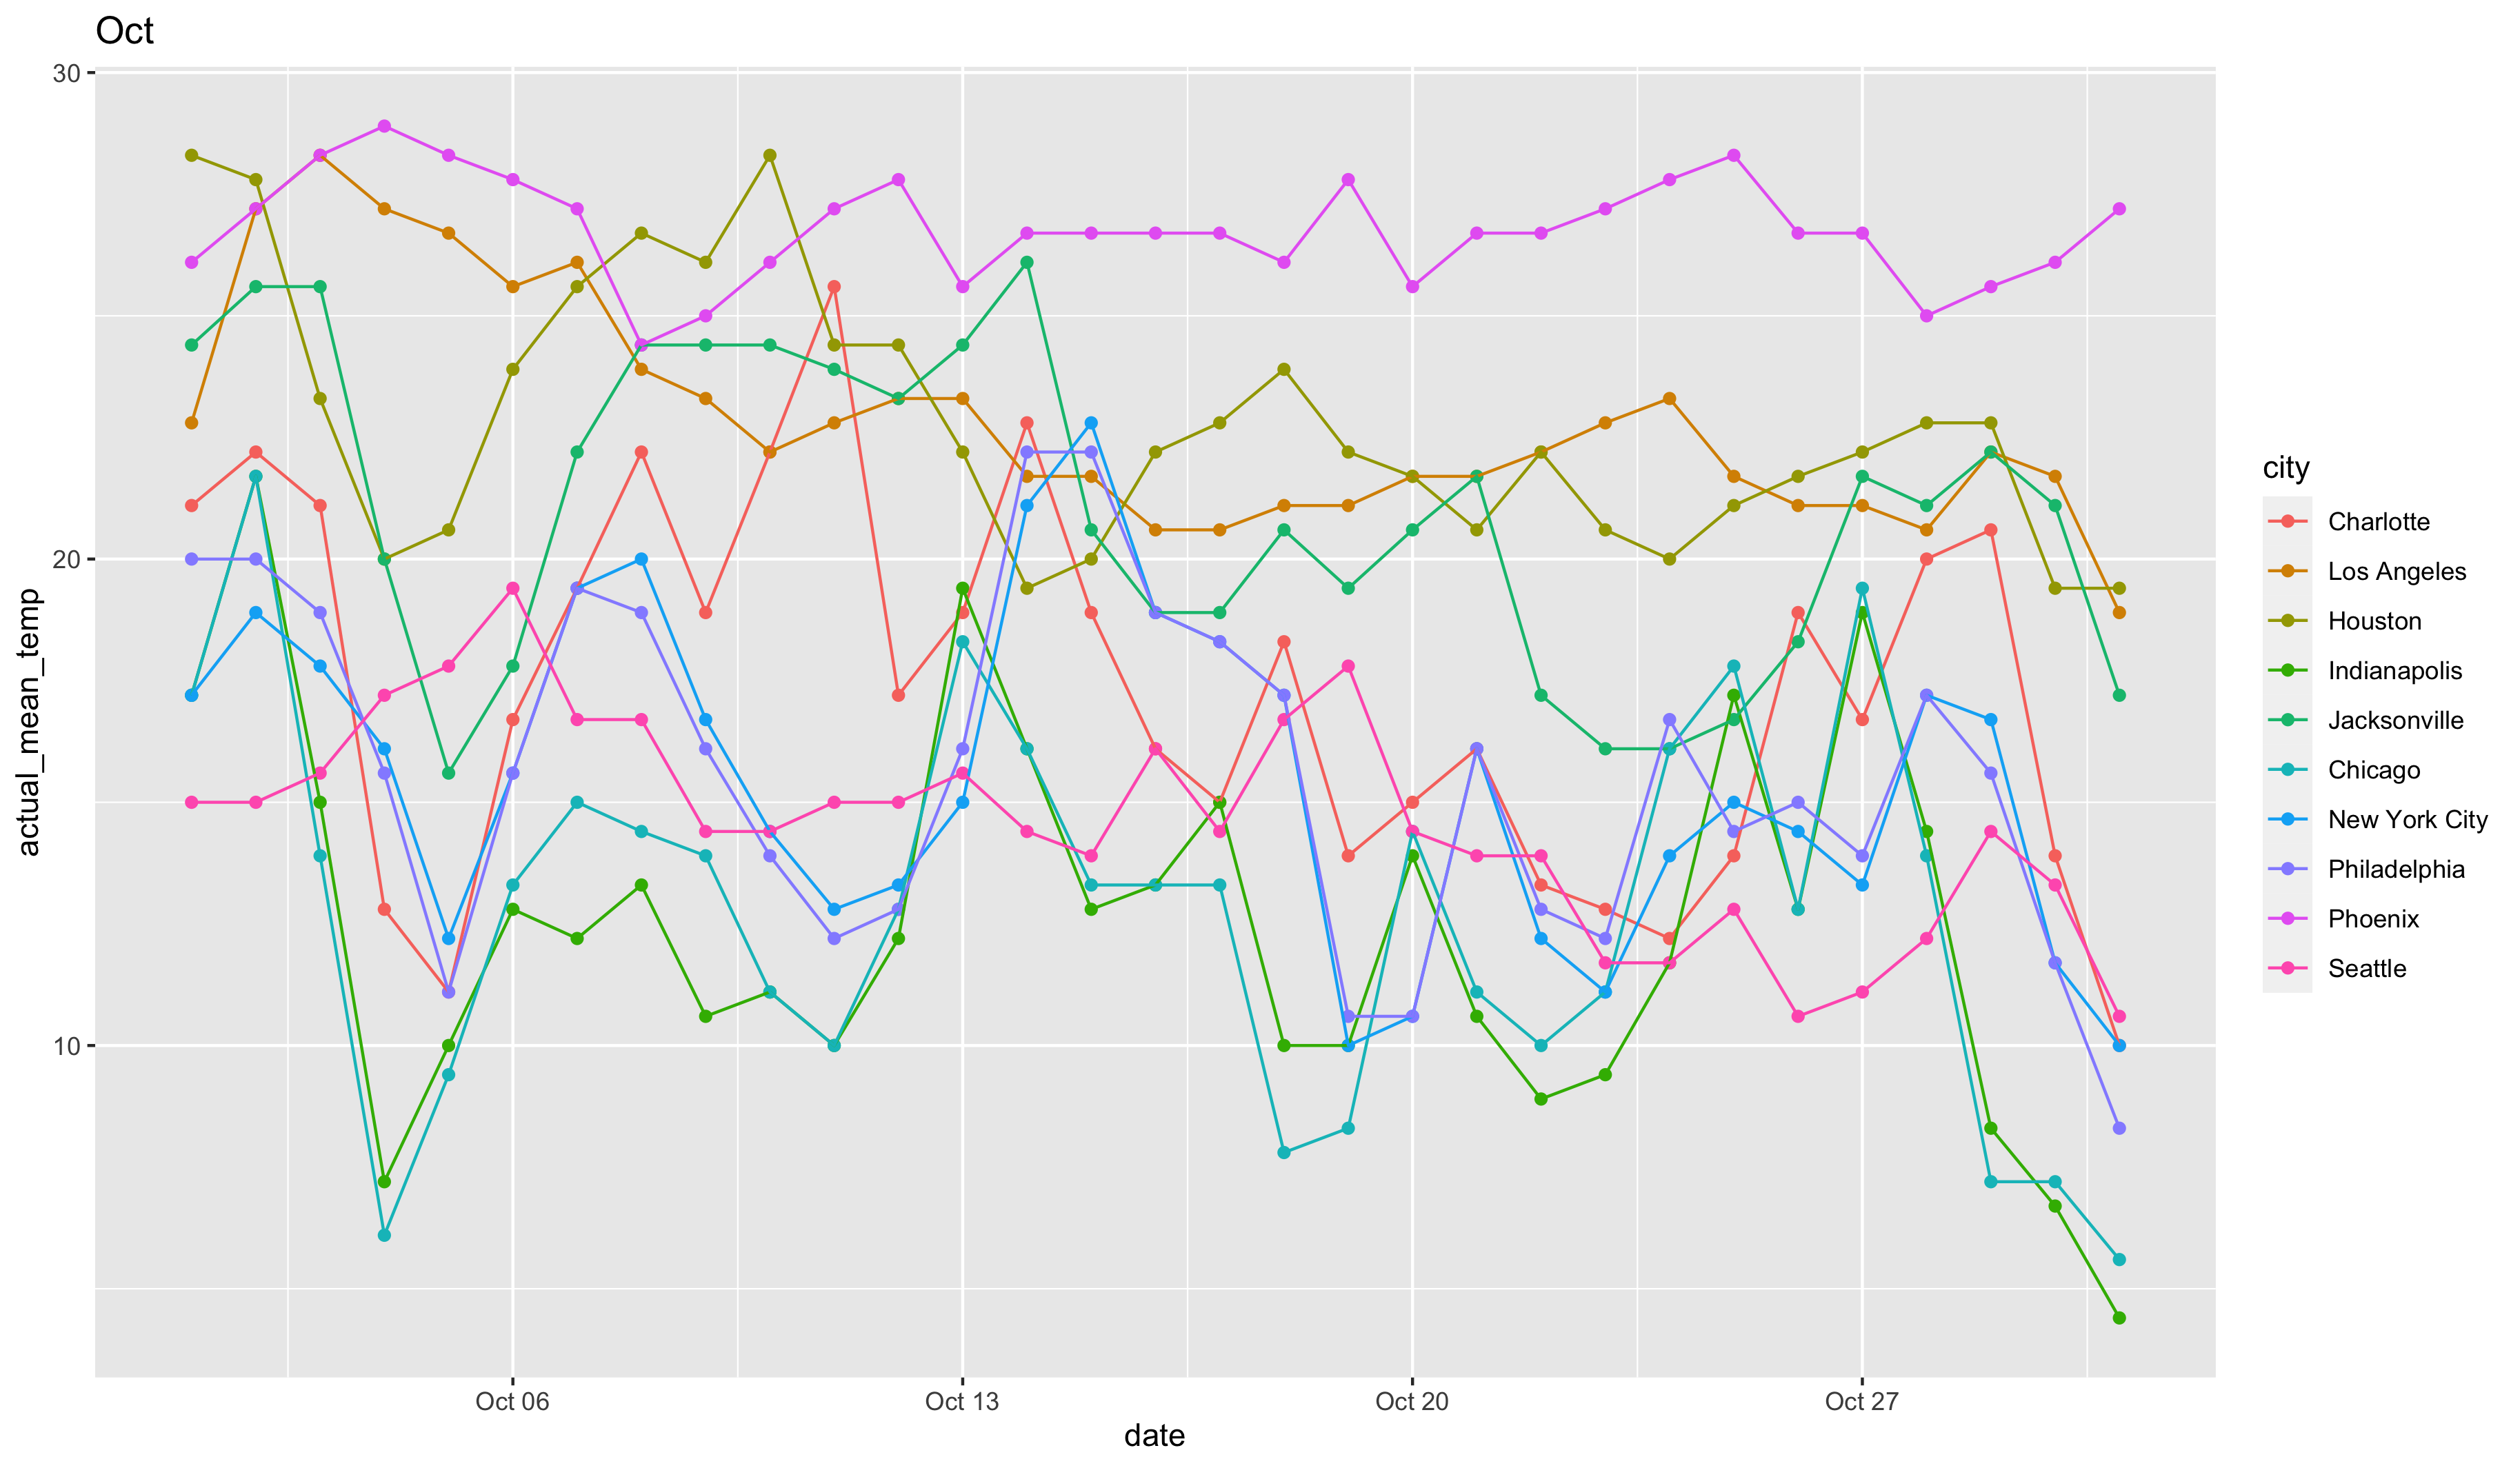 Oct
30
20
10
actual_mean_temp
Oct 06
Oct 13
Oct 20
Oct 27
date
city
Charlotte
Los Angeles
Houston
Indianapolis
Jacksonville
Chicago
New York City
Philadelphia
Phoenix
Seattle